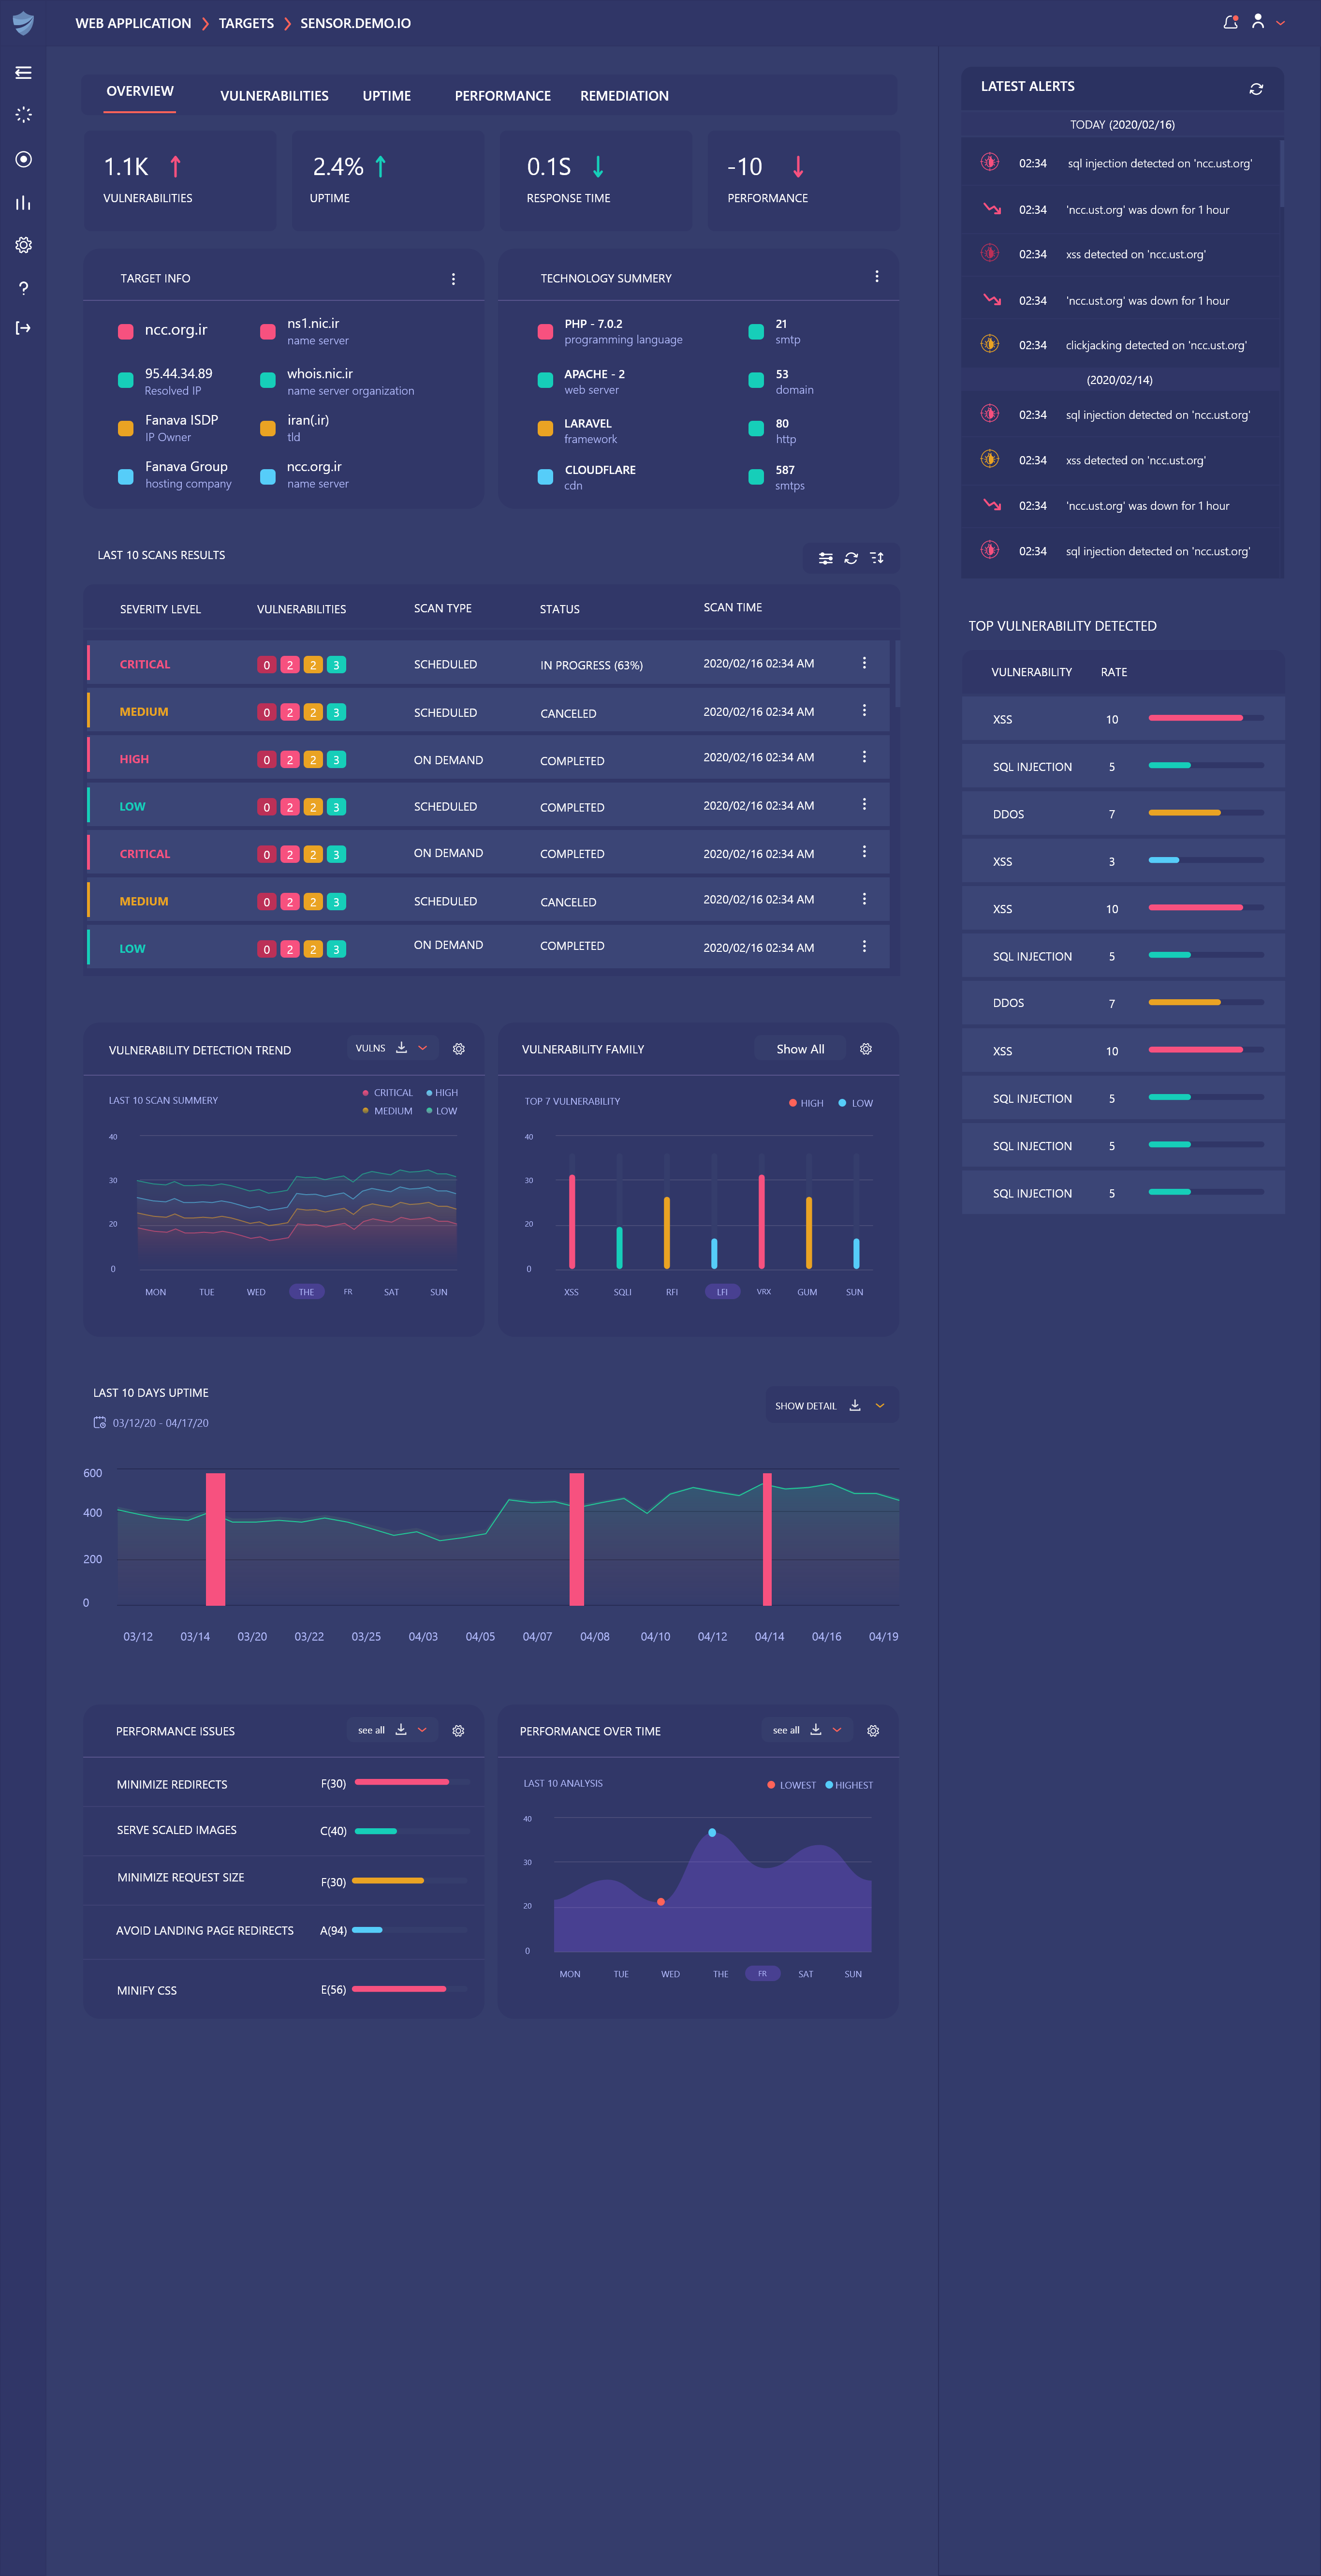 WEB APPLICATION TARGETS SENSOR.DEMO.IO
OVERVIEW VULNERABILITIES UPTIME PERFORMANCE REMEDIATION
1.1K
VULNERABILITIES
2.4%
UPTIME
0.1S
RESPONSE TIME
-10
PERFORMANCE
TARGET INFO
ncc.org.ir
ns1.nic.ir
name server
95.44.34.89
Resolved IP
whois.nic.ir
name server organization
Fanava ISDP
IP Owner
iran(.ir)
tld
Fanava Group
hosting company
ncc.org.ir
name server
TECHNOLOGY SUMMERY
PHP - 7.0.2
programming language
21
smtp
APACHE - 2
web server
53
domain
LARAVEL
framework
80
http
CLOUDFLARE
cdn
587
smtps
LAST 10 SCANS RESULTS
SEVERITY LEVEL VULNERABILITIES SCAN TYPE STATUS SCAN TIME
CRITICAL 0 2 2 3 SCHEDULED IN PROGRESS (63%) 2020/02/16 02:34 AM
MEDIUM 0 2 2 3 SCHEDULED CANCELED 2020/02/16 02:34 AM
HIGH 0 2 2 3 ON DEMAND COMPLETED 2020/02/16 02:34 AM
LOW 0 2 2 3 SCHEDULED COMPLETED 2020/02/16 02:34 AM
CRITICAL 0 2 2 3 ON DEMAND COMPLETED 2020/02/16 02:34 AM
MEDIUM 0 2 2 3 SCHEDULED CANCELED 2020/02/16 02:34 AM
LOW 0 2 2 3 ON DEMAND COMPLETED 2020/02/16 02:34 AM
VULNERABILITY DETECTION TREND VULNS
LAST 10 SCAN SUMMERY
CRITICAL HIGH
MEDIUM LOW
40
30
20
0
MON TUE WED THE FR SAT SUN
VULNERABILITY FAMILY Show All
TOP 7 VULNERABILITY HIGH LOW
40
30
20
0
XSS SQLI RFI LFI VRX GUM SUN
LAST 10 DAYS UPTIME
03/12/20 - 04/17/20
SHOW DETAIL
600
400
200
0
03/12 03/14 03/20 03/22 03/25 04/03 04/05 04/07 04/08 04/10 04/12 04/14 04/16 04/19
PERFORMANCE ISSUES see all
MINIMIZE REDIRECTS F(30)
SERVE SCALED IMAGES C(40)
MINIMIZE REQUEST SIZE F(30)
AVOID LANDING PAGE REDIRECTS A(94)
MINIFY CSS E(56)
PERFORMANCE OVER TIME see all
LAST 10 ANALYSIS LOWEST HIGHEST
40
30
20
0
MON TUE WED THE FR SAT SUN
LATEST ALERTS
TODAY (2020/02/16)
02:34 sql injection detected on 'ncc.ust.org'
02:34 'ncc.ust.org' was down for 1 hour
02:34 xss detected on 'ncc.ust.org'
02:34 'ncc.ust.org' was down for 1 hour
02:34 clickjacking detected on 'ncc.ust.org'
(2020/02/14)
02:34 sql injection detected on 'ncc.ust.org'
02:34 xss detected on 'ncc.ust.org'
02:34 'ncc.ust.org' was down for 1 hour
02:34 sql injection detected on 'ncc.ust.org'
TOP VULNERABILITY DETECTED
VULNERABILITY RATE
XSS 10
SQL INJECTION 5
DDOS 7
XSS 3
XSS 10
SQL INJECTION 5
DDOS 7
XSS 10
SQL INJECTION 5
SQL INJECTION 5
SQL INJECTION 5